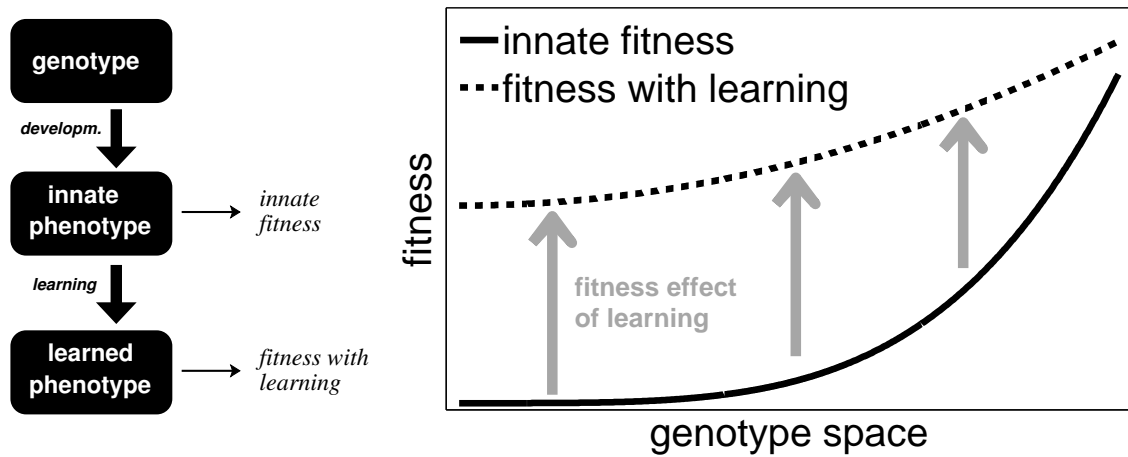 genotype
developm.
innate
phenotype
innate
fitness
learning
learned
phenotype
fitness with
learning
innate fitness
fitness with learning
fitness
fitness effect
of learning
genotype space